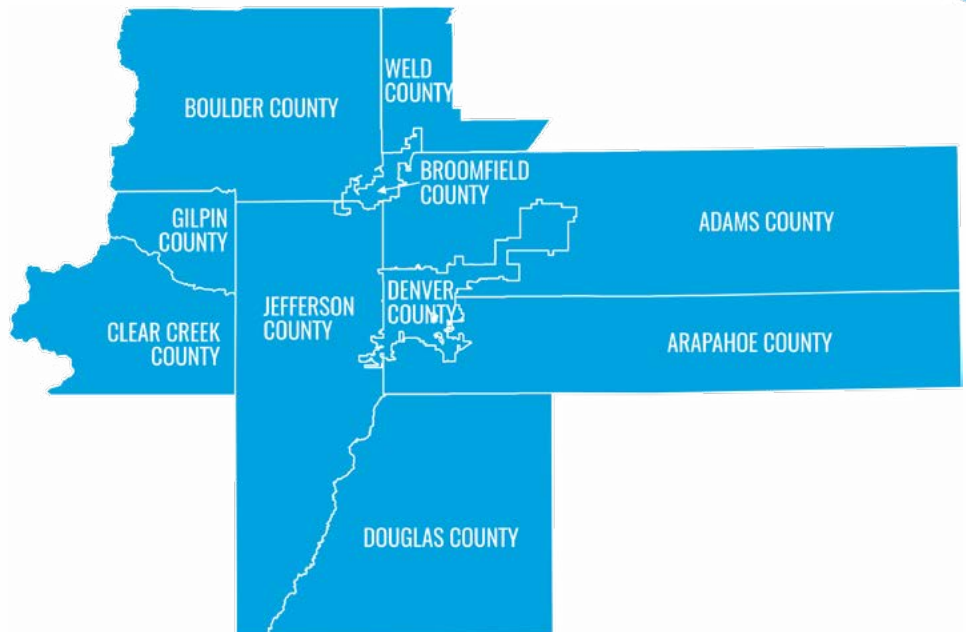 WELD
COUNTY
BOULDER COUNTY
BROOMFIELD
COUNTY
GILPIN
COUNTY
ADAMS COUNTY
DENVER
COUNTY
JEFFERSON
COUNTY
CLEAR CREEK
COUNTY
ARAPAHOE COUNTY
DOUGLAS COUNTY